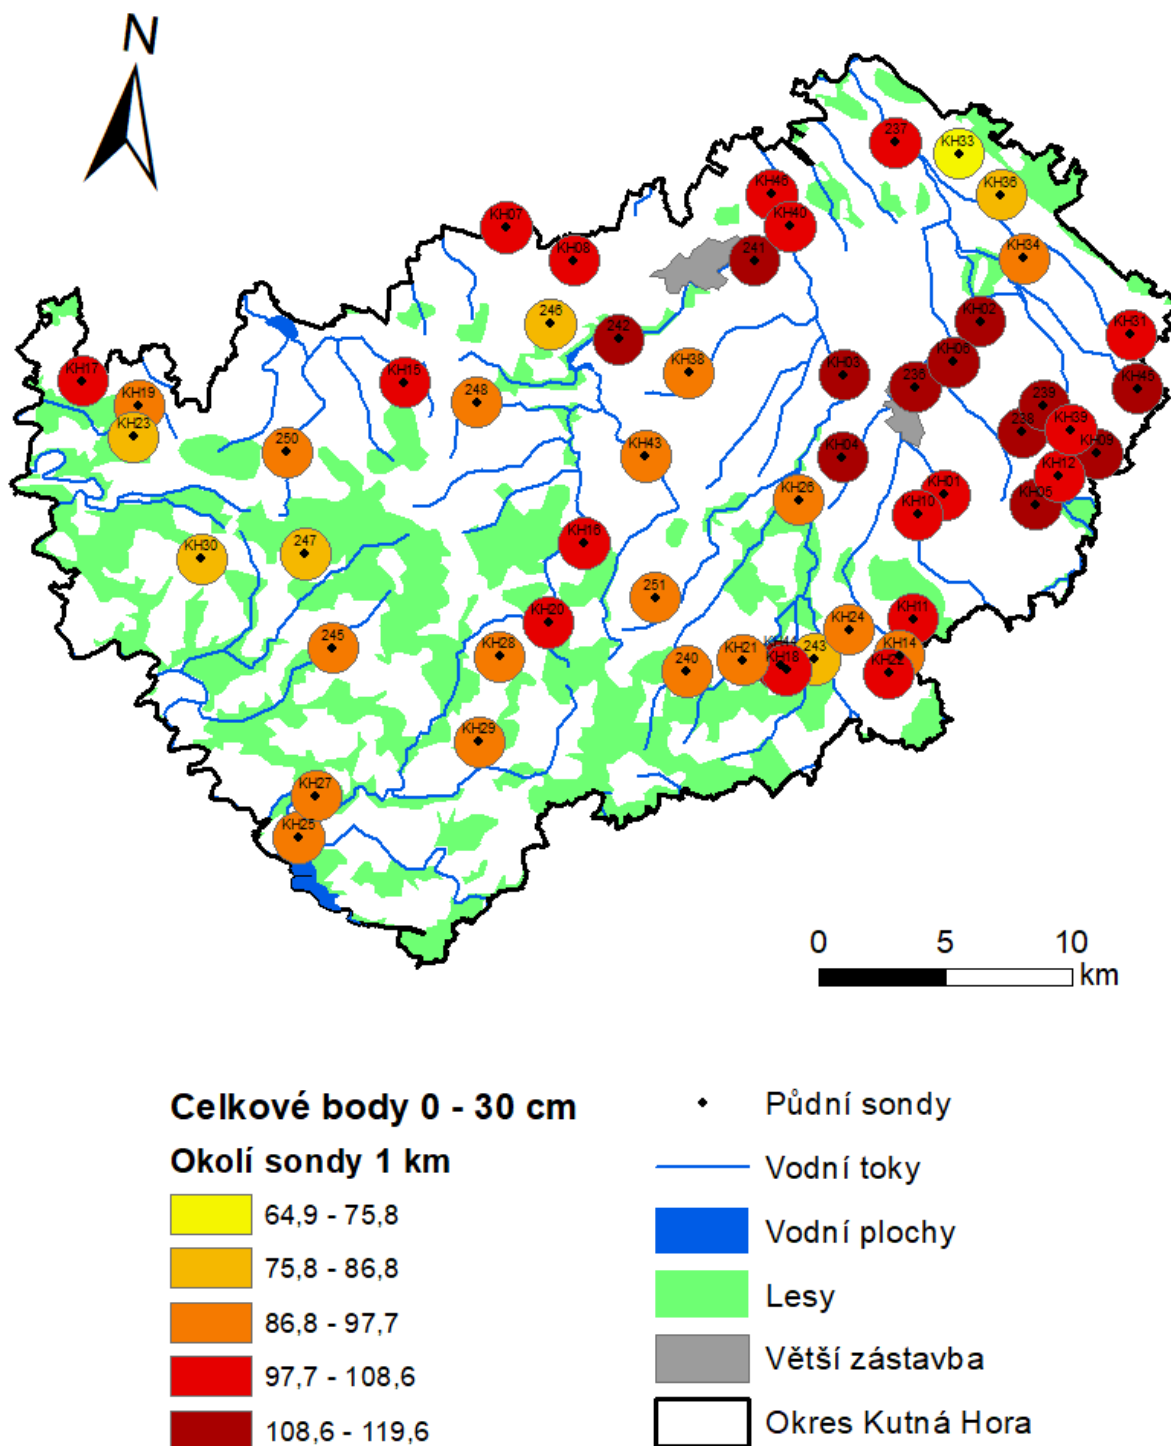 N
237
KH33
KH36
KH46
KH07
KH40
KH08
241
KH34
246
KH02
242
KH31
KH06
KH38
KH03
KH17
KH15
236
KH45
KH19
248
239
KH23
238
KH39
250
KH43
KH04
KH09
KH12
KH01
KH26
KH05
KH10
KH16
247
KH30
251
KH20
KH11
KH24
245
KH28
KH21
243
KH14
240
KH18
KH22
KH29
KH27
KH25
0 5 10
km
Celkové body 0 - 30 cm
Okolí sondy 1 km
64,9 - 75,8
75,8 - 86,8
86,8 - 97,7
97,7 - 108,6
108,6 - 119,6
Půdní sondy
Vodní toky
Vodní plochy
Lesy
Větší zástavba
Okres Kutná Hora